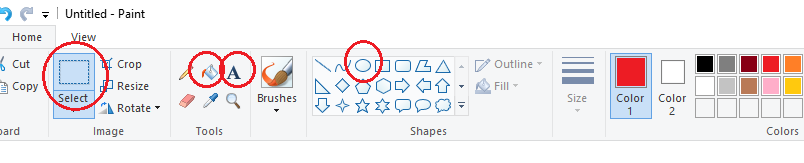 Untitled - Paint
Home View
Cut
Copy
Select
Crop
Resize
Rotate
A
Brushes
Outline
Fill
Size
Color 1
Color 2
oard
Image
Tools
Shapes
Colors